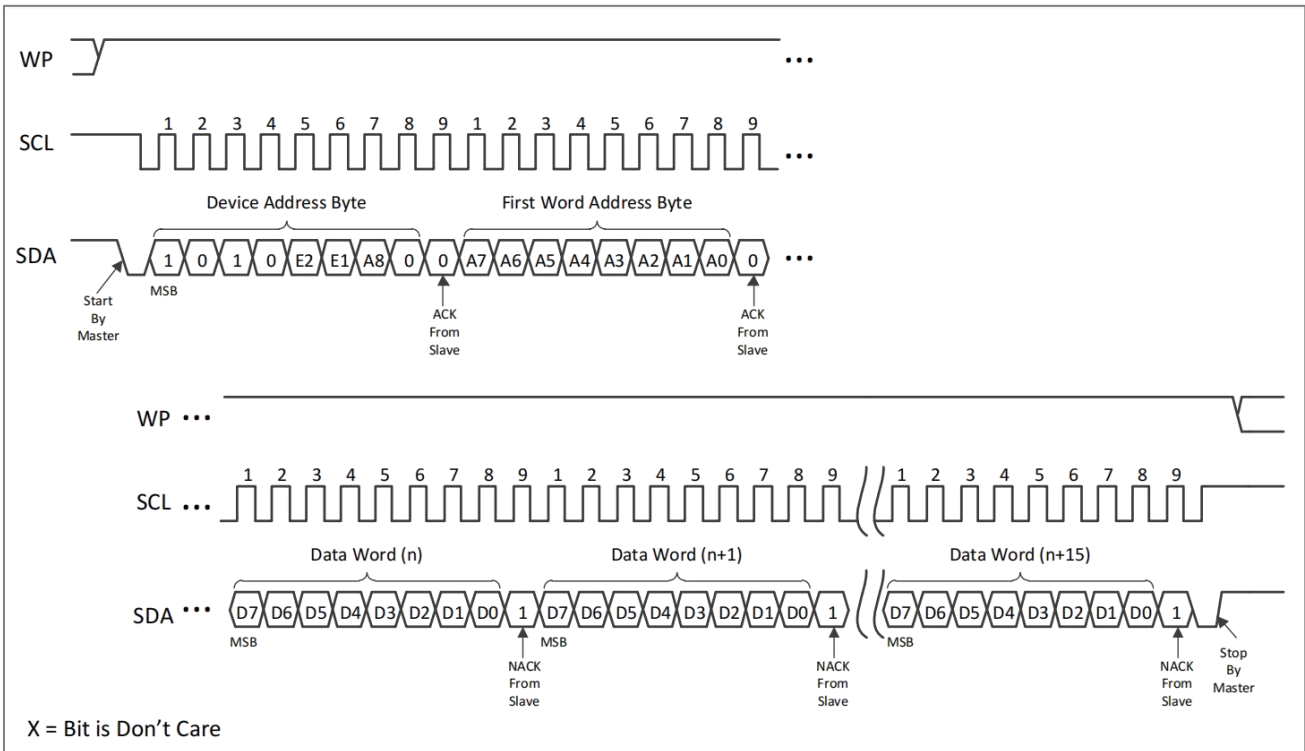 WP ...
1 2 3 4 5 6 7 8 9 1 2 3 4 5 6 7 8 9
SCL ...
Device Address Byte First Word Address Byte
SDA 1 0 1 0 E2 E1 A8 0 0 A7 A6 A5 A4 A3 A2 A1 A0 0 ...
MSB
Start
By
Master
ACK
From
Slave
ACK
From
Slave
WP ...
1 2 3 4 5 6 7 8 9 1 2 3 4 5 6 7 8 9 1 2 3 4 5 6 7 8 9
SCL ...
Data Word (n) Data Word (n+1) Data Word (n+15)
SDA ... D7 D6 D5 D4 D3 D2 D1 D0 1 D7 D6 D5 D4 D3 D2 D1 D0 1 D7 D6 D5 D4 D3 D2 D1 D0 1
MSB MSB MSB
NACK
From
Slave
NACK
From
Slave
NACK
From
Slave
Stop
By
Master
X = Bit is Don't Care